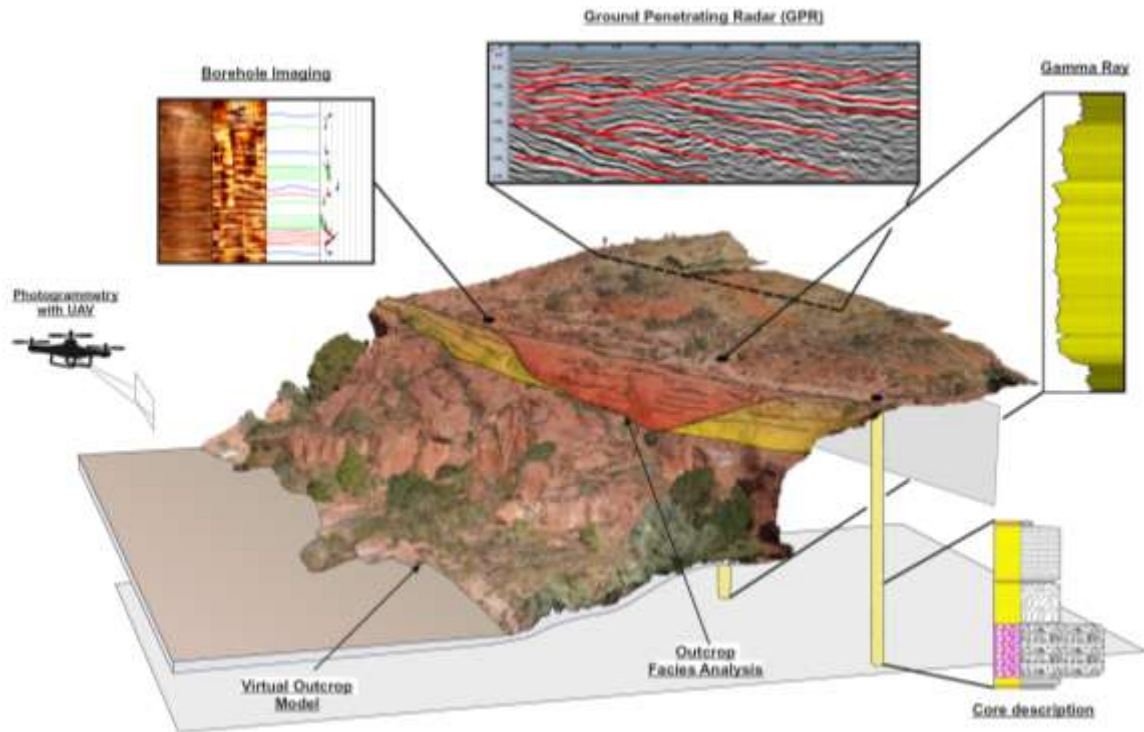 Ground Penetrating Radar (GPR)
Borehole Imaging
Gamma Ray
Photogrammetry
with UAV
Outcrop
Facies Analysis
Virtual Outcrop
Model
Core description